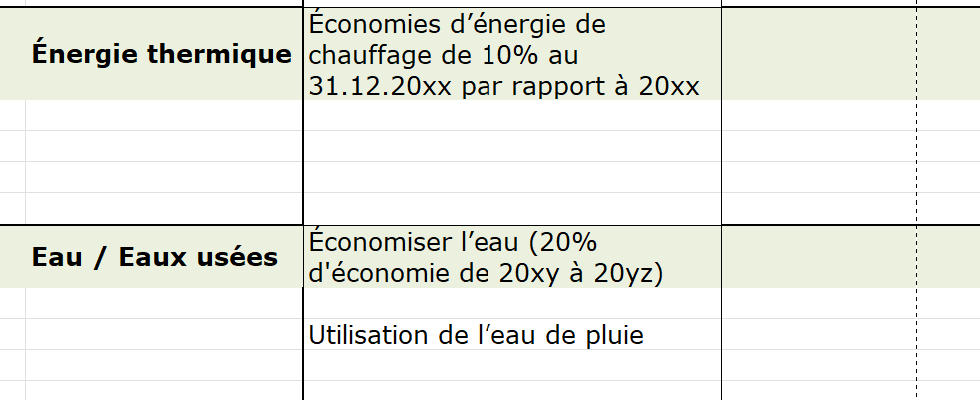 Énergie thermique
Économies d’énergie de
chauffage de 10% au
31.12.20xx par rapport à 20xx
Eau / Eaux usées
Économiser l’eau (20%
d'économie de 20xy à 20yz)
Utilisation de l’eau de pluie